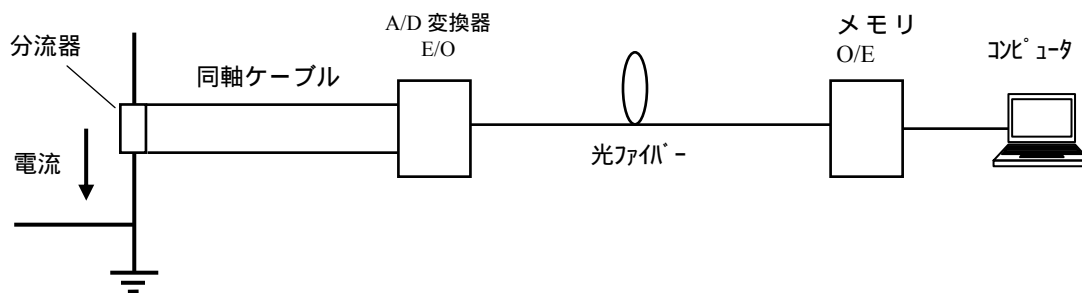 分流器
電流
同軸ケーブル
A/D 変換器
E/O
光ﾌｧｲﾊﾞｰ
メモリ
O/E
ｺﾝﾋﾟｭｰﾀ